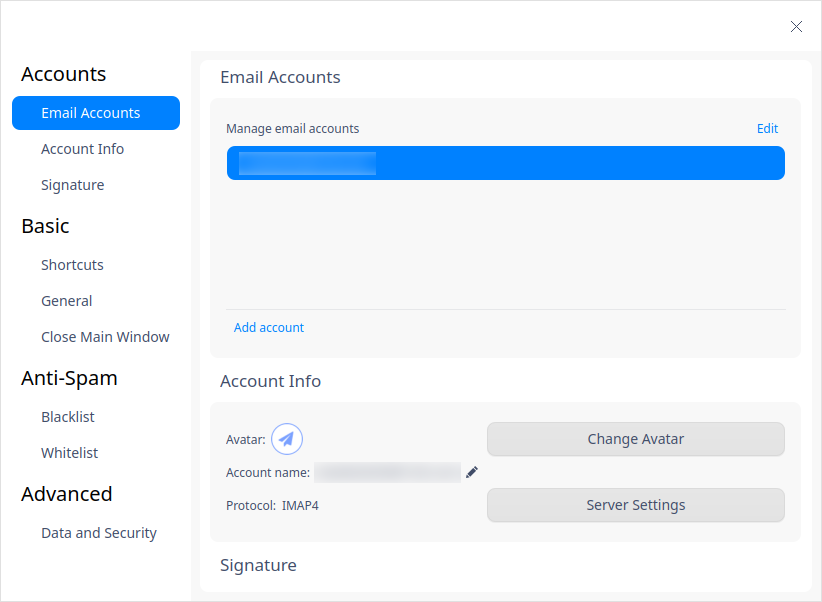 Accounts
Email Accounts
Account Info
Signature
Basic
Shortcuts
General
Close Main Window
Anti-Spam
Blacklist
Whitelist
Advanced
Data and Security
Email Accounts
Manage email accounts
Edit
Add account
Account Info
Avatar:
Change Avatar
Account name:
Protocol: IMAP4
Server Settings
Signature